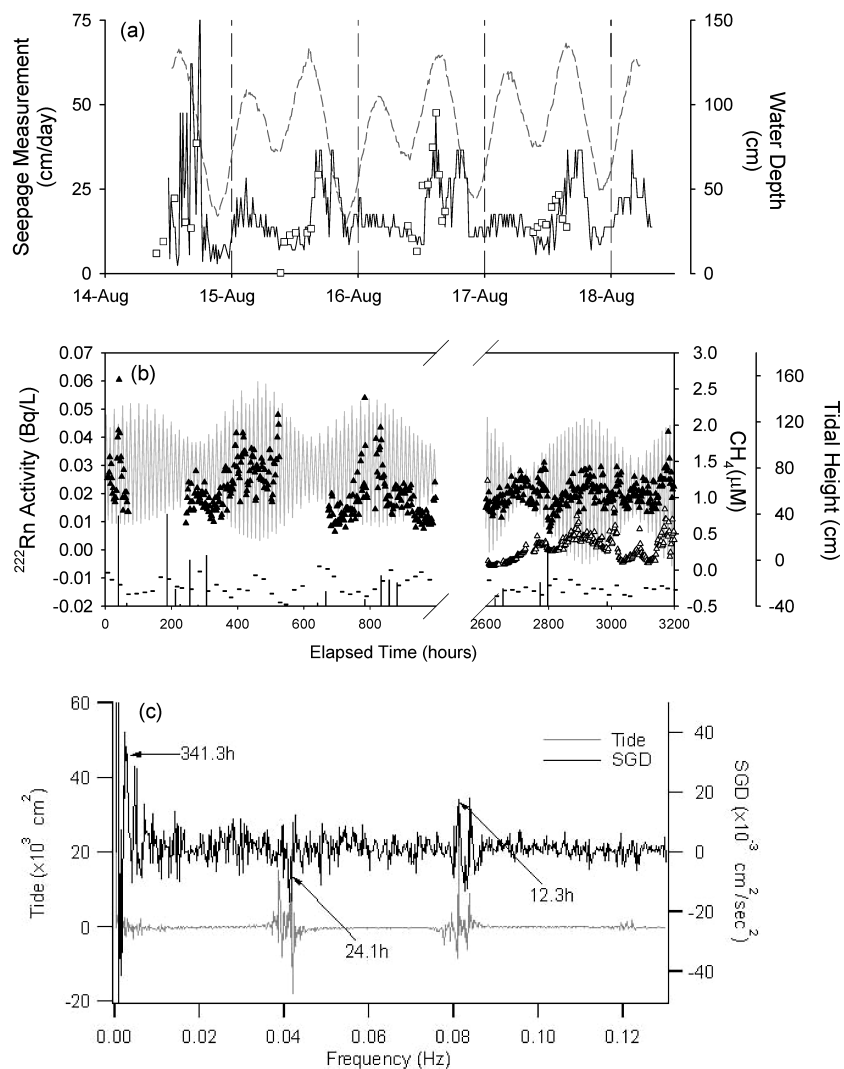 (a)
75
50
25
0
Seepage Measurement
(cm/day)
150
100
50
0
Water Depth
(cm)
14-Aug 15-Aug 16-Aug 17-Aug 18-Aug
(b)
0.07
0.06
0.05
0.04
0.03
0.02
0.01
0.00
-0.01
-0.02
222Rn Activity (Bq/L)
3.0
2.5
2.0
1.5
1.0
0.5
0.0
-0.5
CH4(μM)
160
120
80
40
0
-40
Tidal Height (cm)
0 200 400 600 800 2600 2800 3000 3200
Elapsed Time (hours)
(c)
60
40
20
0
-20
Tide (×10³ cm²)
341.3h
24.1h
12.3h
Tide
SGD
40
20
0
-20
-40
SGD (×10⁻³ cm²/sec²)
0.00 0.02 0.04 0.06 0.08 0.10 0.12
Frequency (Hz)